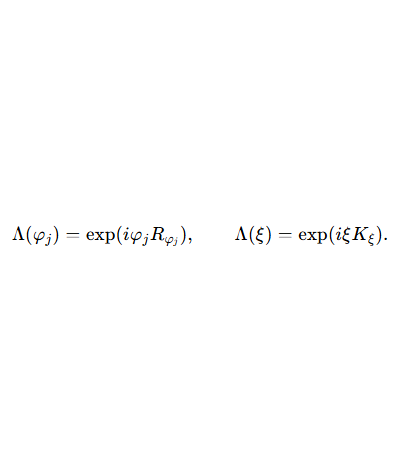 Λ(φ_j) = exp(iφ_j R_{φ_j}), Λ(ξ) = exp(iξK_ξ).